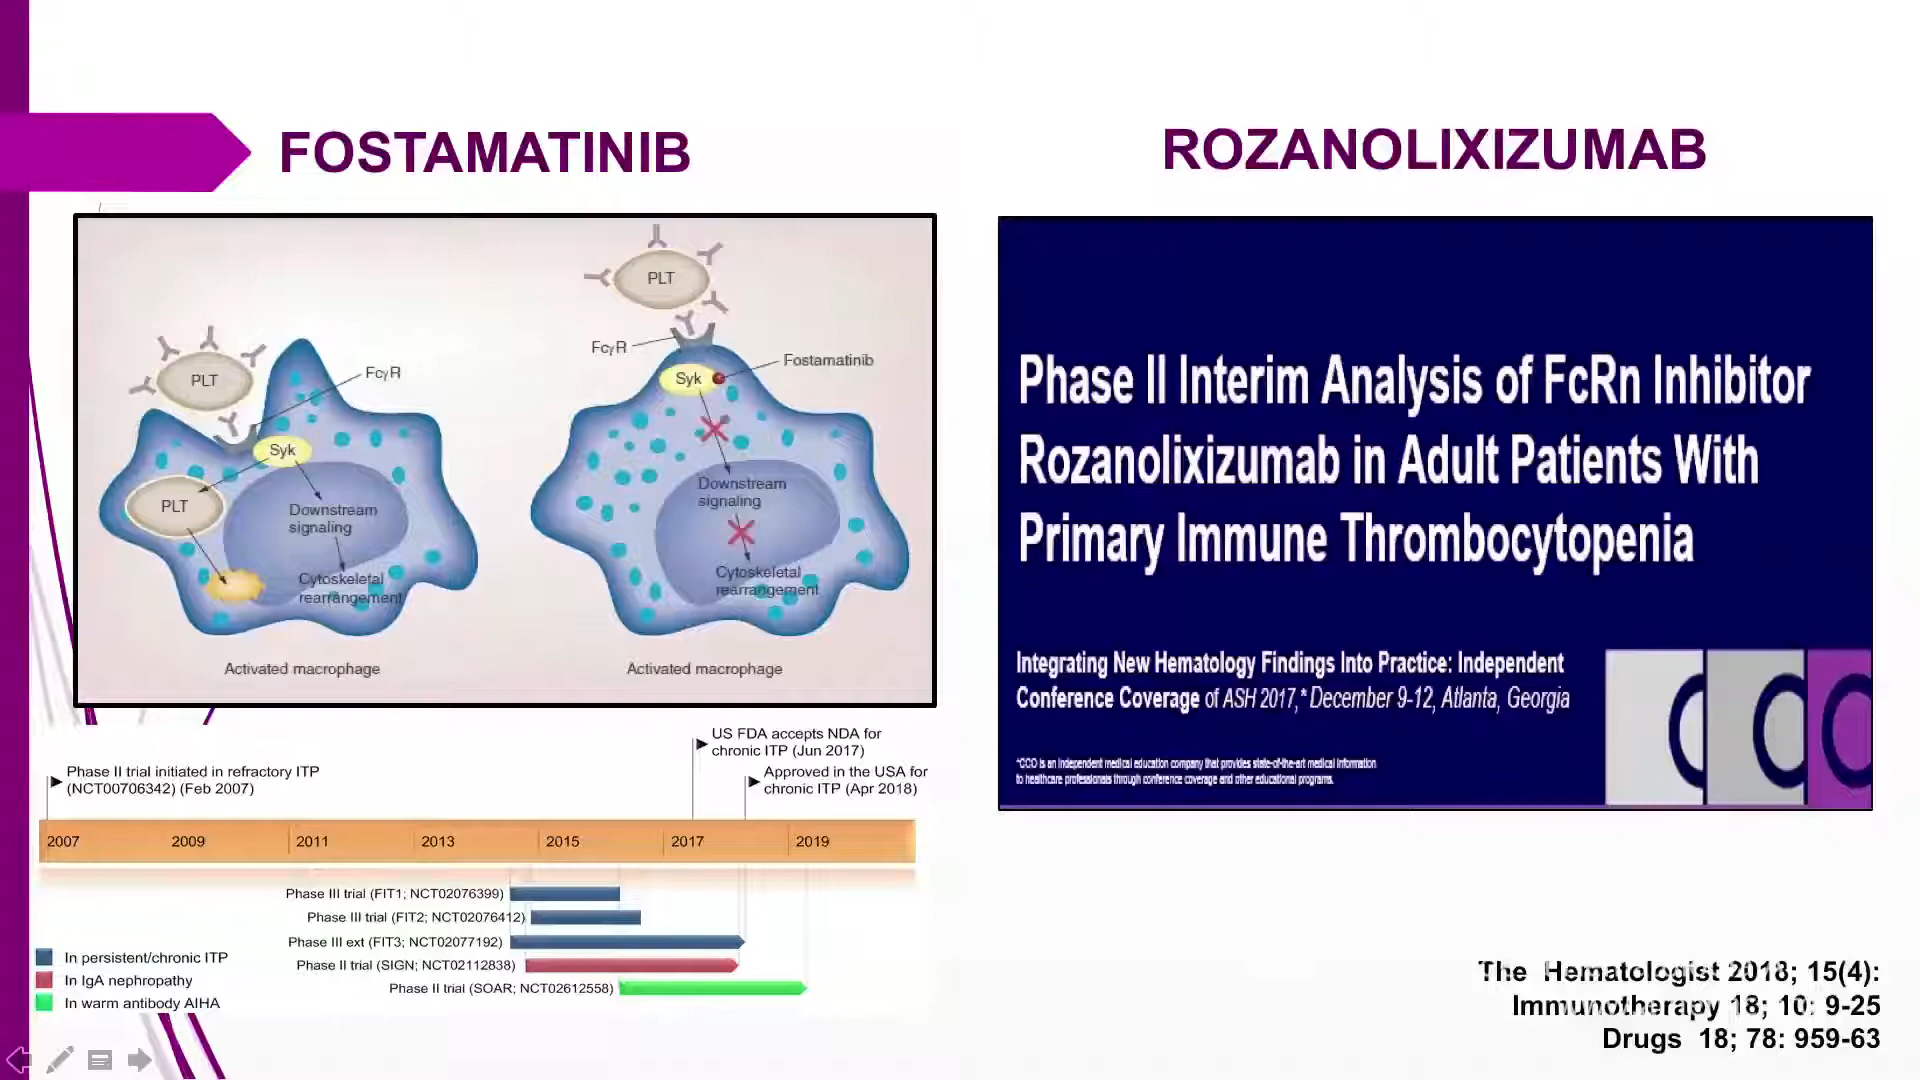 FOSTAMATINIB
ROZANOLIXIZUMAB
PLT
FcγR
Syk
PLT
Downstream
signaling
Cytoskeletal
rearrangement
Activated macrophage
PLT
FcγR
Fostamatinib
Syk
Downstream
signaling
Cytoskeletal
rearrangement
Activated macrophage
Phase II Interim Analysis of FcRn Inhibitor
Rozanolixizumab in Adult Patients With
Primary Immune Thrombocytopenia
Integrating New Hematology Findings Into Practice: Independent
Conference Coverage of ASH 2017,* December 9-12, Atlanta, Georgia
*CCO is an independent medical education company that provides state-of-the-art medical information
to healthcare professionals through conference coverage and other educational programs.
CCO
US FDA accepts NDA for
chronic ITP (Jun 2017)
Phase II trial initiated in refractory ITP
(NCT00706342) (Feb 2007)
Approved in the USA for
chronic ITP (Apr 2018)
2007 2009 2011 2013 2015 2017 2019
Phase III trial (FIT1; NCT02076399)
Phase III trial (FIT2; NCT02076412)
Phase III ext (FIT3; NCT02077192)
Phase II trial (SIGN; NCT02112838)
Phase II trial (SOAR; NCT02612558)
In persistent/chronic ITP
In IgA nephropathy
In warm antibody AIHA
The Hematologist 2018; 15(4):
Immunotherapy 18; 10: 9-25
Drugs 18; 78: 959-63